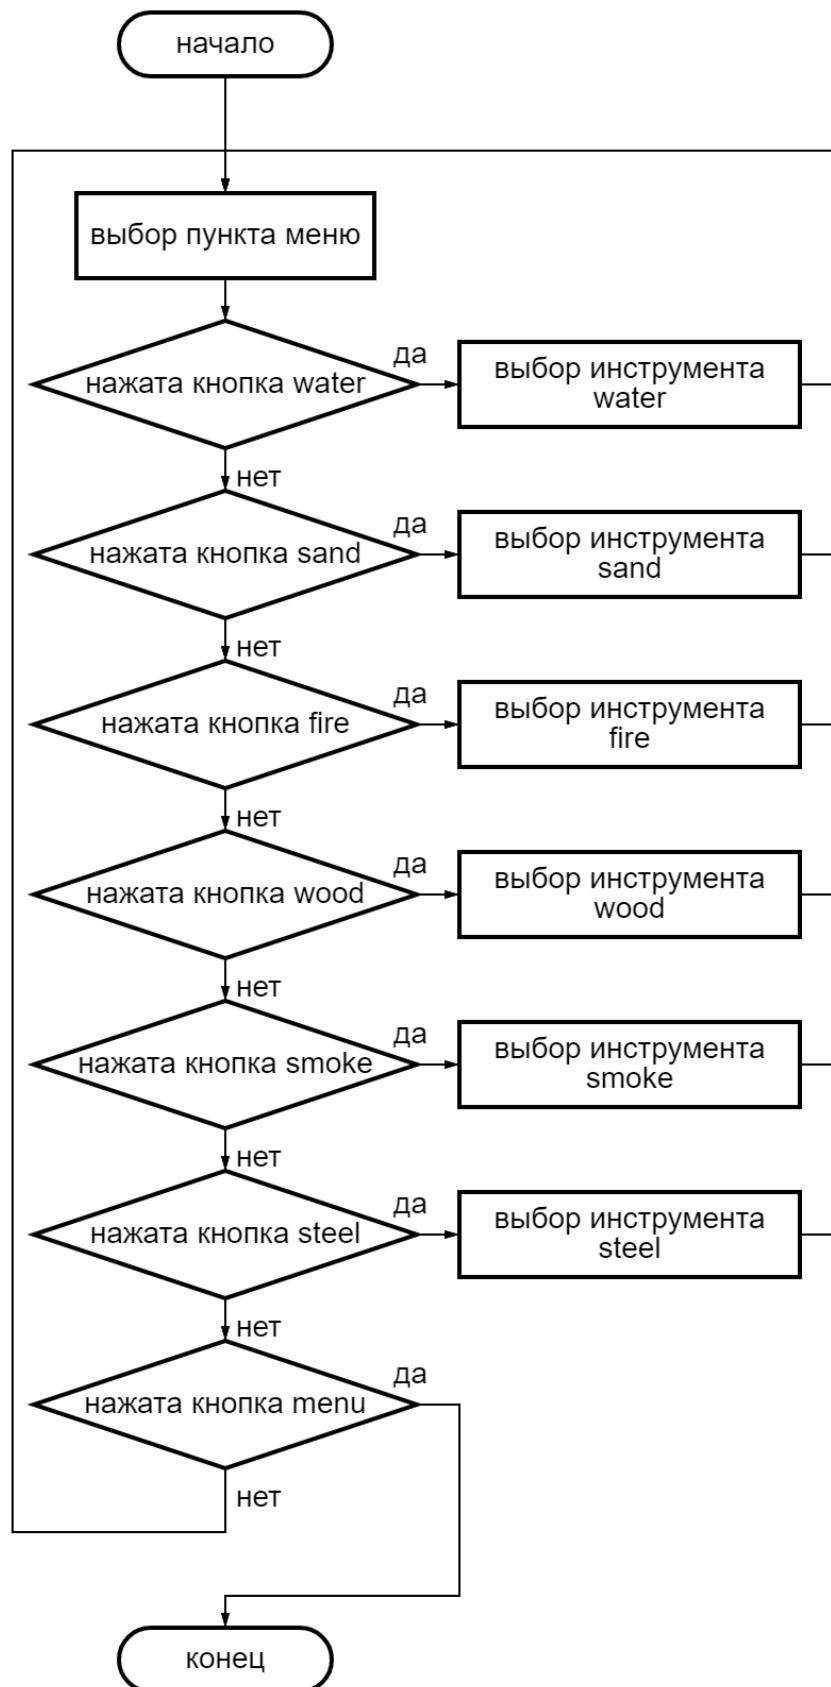 начало
выбор пункта меню
нажата кнопка water
да
выбор инструмента
water
нет
нажата кнопка sand
да
выбор инструмента
sand
нет
нажата кнопка fire
да
выбор инструмента
fire
нет
нажата кнопка wood
да
выбор инструмента
wood
нет
нажата кнопка smoke
да
выбор инструмента
smoke
нет
нажата кнопка steel
да
выбор инструмента
steel
нет
нажата кнопка menu
да
нет
конец